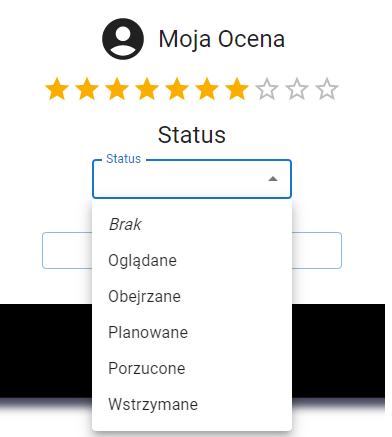 Moja Ocena
Status
Status
Brak
Oglądane
Obejrzane
Planowane
Porzucone
Wstrzymane